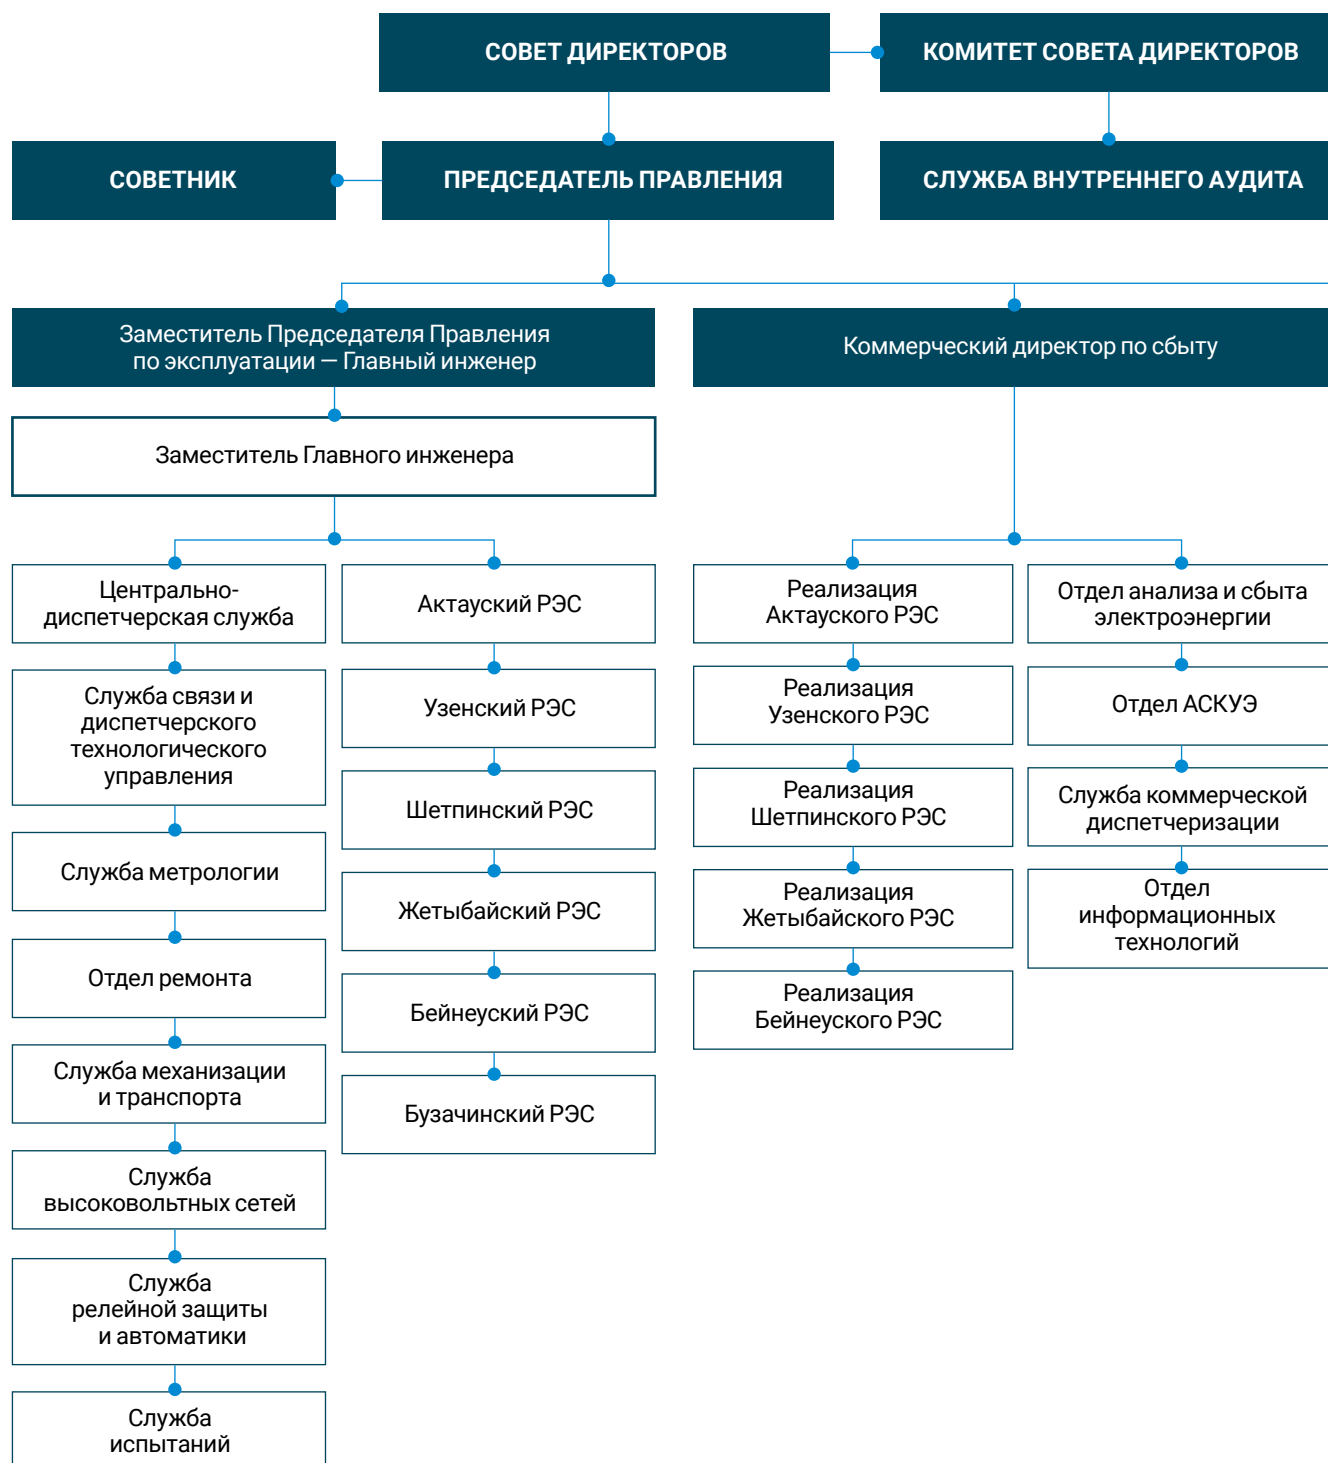 СОВЕТ ДИРЕКТОРОВ
КОМИТЕТ СОВЕТА ДИРЕКТОРОВ
СОВЕТНИК
ПРЕДСЕДАТЕЛЬ ПРАВЛЕНИЯ
СЛУЖБА ВНУТРЕННЕГО АУДИТА
Заместитель Председателя Правления
по эксплуатации — Главный инженер
Коммерческий директор по сбыту
Заместитель Главного инженера
Центрально-
диспетчерская служба
Служба связи и
диспетчерского
технологического
управления
Служба метрологии
Отдел ремонта
Служба механизации
и транспорта
Служба
высоковольтных сетей
Служба
релейной защиты
и автоматики
Служба
испытаний
Актауский РЭС
Узенский РЭС
Шетпинский РЭС
Жетыбайский РЭС
Бейнеуский РЭС
Бузачинский РЭС
Реализация
Актауского РЭС
Реализация
Узенского РЭС
Реализация
Шетпинского РЭС
Реализация
Жетыбайского РЭС
Реализация
Бейнеуского РЭС
Отдел анализа и сбыта
электроэнергии
Отдел АСКУЭ
Служба коммерческой
диспетчеризации
Отдел
информационных
технологий